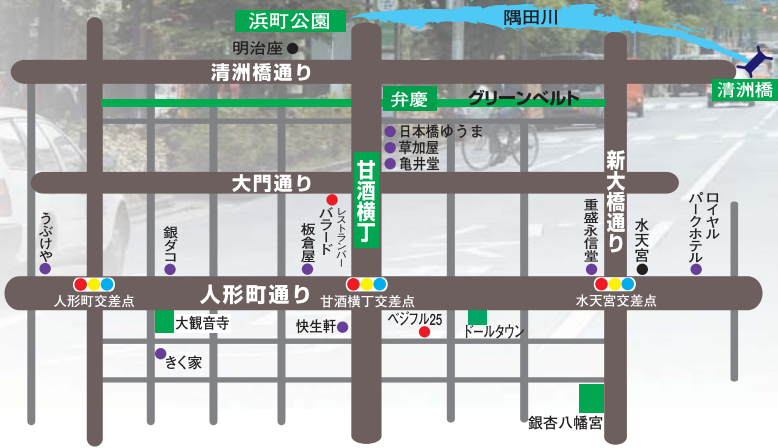 浜町公園
隅田川
明治座
清洲橋通り
清洲橋
弁慶
グリーンベルト
日本橋ゆうま
草加屋
亀井堂
甘酒横丁
新大橋通り
大門通り
うぶけや
銀ダコ
板倉屋
レストランバー
バラード
重盛永信堂
水天宮
ロイヤル
パークホテル
人形町通り
人形町交差点
甘酒横丁交差点
水天宮交差点
大観音寺
快生軒
ベジフル25
ドールタウン
きく家
銀杏八幡宮